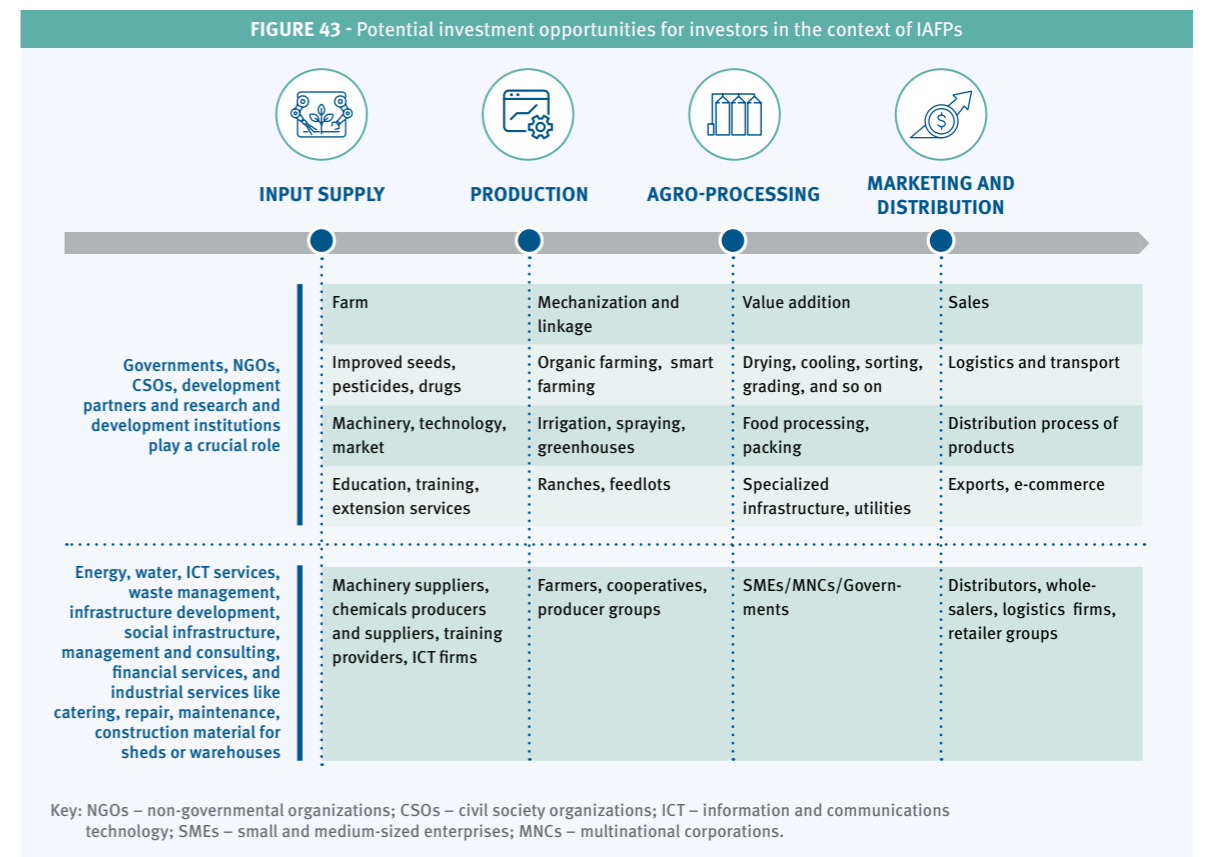 FIGURE 43 - Potential investment opportunities for investors in the context of IAFPs
INPUT SUPPLY
PRODUCTION
AGRO-PROCESSING
MARKETING AND
DISTRIBUTION
Governments, NGOs,
CSOs, development
partners and research and
development institutions
play a crucial role
Farm
Mechanization and
linkage
Value addition
Sales
Improved seeds,
pesticides, drugs
Organic farming, smart
farming
Drying, cooling, sorting,
grading, and so on
Logistics and transport
Machinery, technology,
market
Irrigation, spraying,
greenhouses
Food processing,
packing
Distribution process of
products
Education, training,
extension services
Ranches, feedlots
Specialized
infrastructure, utilities
Exports, e-commerce
Energy, water, ICT services,
waste management,
infrastructure development,
social infrastructure,
management and consulting,
financial services, and
industrial services like
catering, repair, maintenance,
construction material for
sheds or warehouses
Machinery suppliers,
chemicals producers
and suppliers, training
providers, ICT firms
Farmers, cooperatives,
producer groups
SMEs/MNCs/Govern-
ments
Distributors, whole-
salers, logistics firms,
retailer groups
Key: NGOs – non-governmental organizations; CSOs – civil society organizations; ICT – information and communications
technology; SMEs – small and medium-sized enterprises; MNCs – multinational corporations.